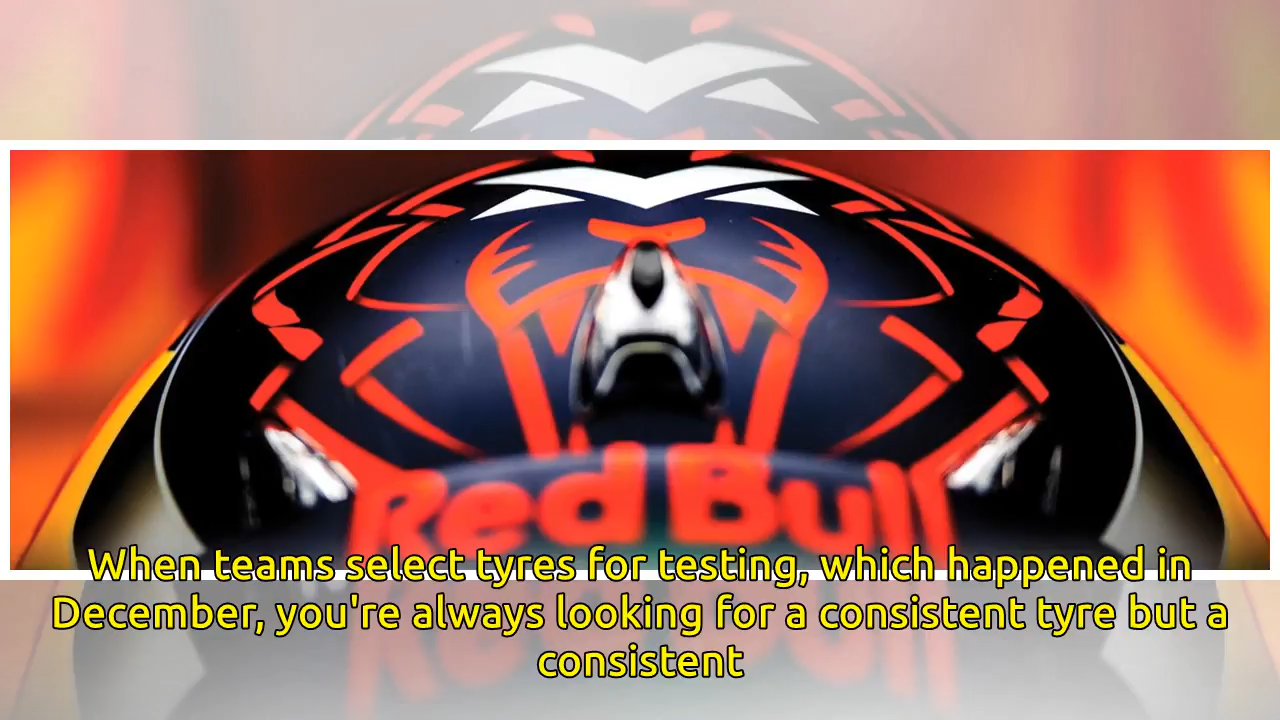 Red Bull
When teams select tyres for testing, which happened in
December, you're always looking for a consistent tyre but a
consistent